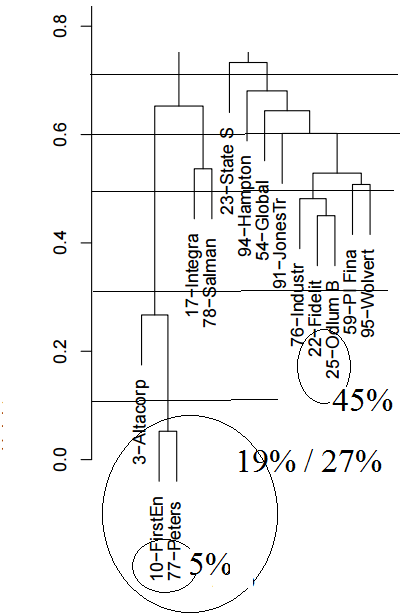 0.8
0.6
0.4
0.2
0.0
23−State S
94−Hampton
54−Global
91−JonesTr
17−Integra
78−Salman
76−Industr
22−Fidelit
25−Odlum B
59−PI Fina
95−Wolvert
3−Altacorp
45%
19% / 27%
10−FirstEn
77−Peters
5%